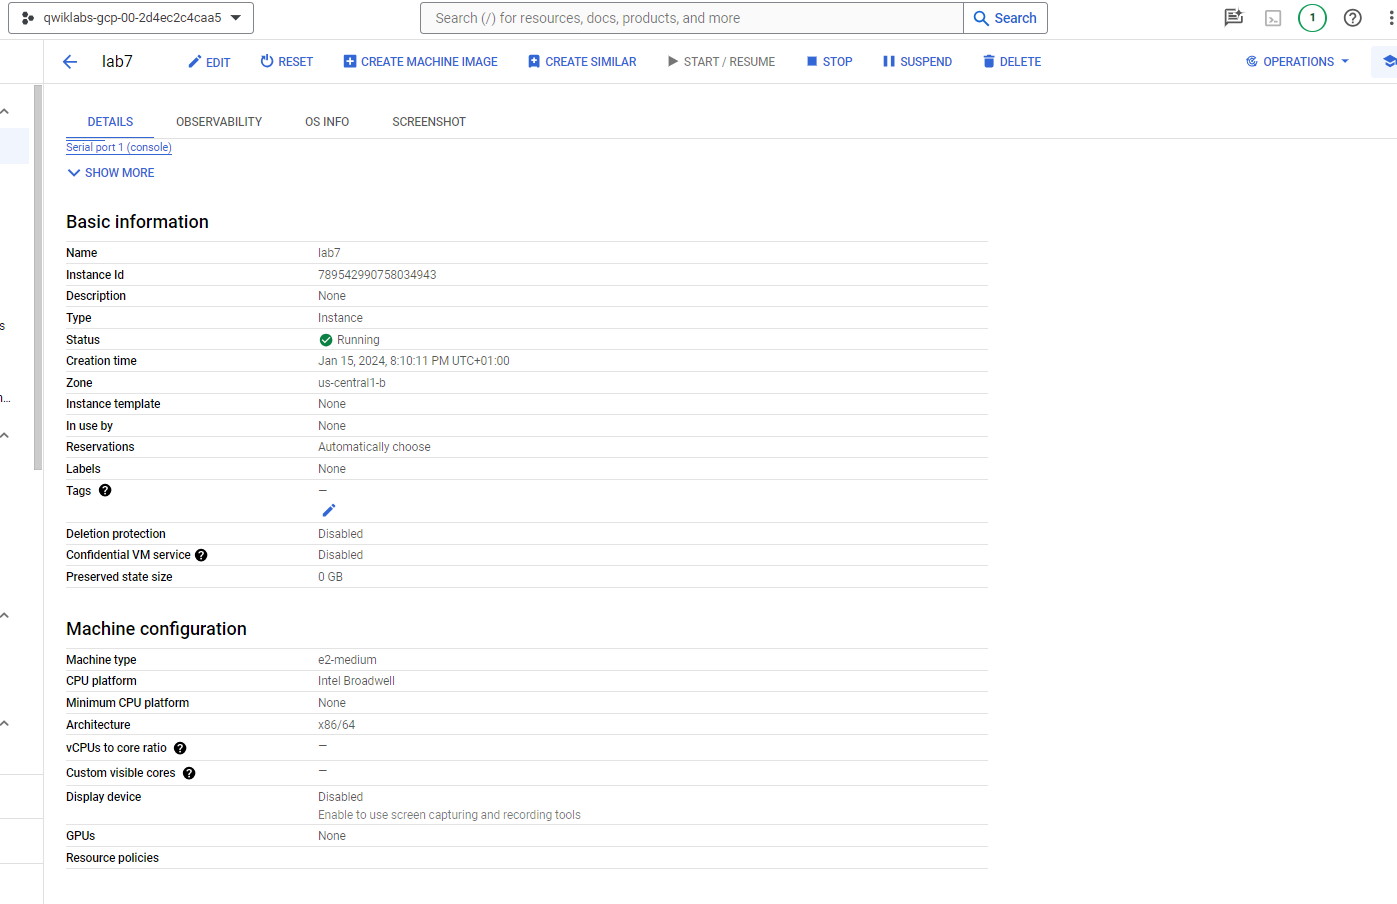 qwiklabs-gcp-00-2d4ec2c4caa5
Search (/) for resources, docs, products, and more
Search
1
lab7
EDIT
RESET
CREATE MACHINE IMAGE
CREATE SIMILAR
START / RESUME
STOP
SUSPEND
DELETE
OPERATIONS
DETAILS
OBSERVABILITY
OS INFO
SCREENSHOT
Serial port 1 (console)
SHOW MORE
Basic information
Name lab7
Instance Id 789542990758034943
Description None
Type Instance
s
Status Running
Creation time Jan 15, 2024, 8:10:11 PM UTC+01:00
Zone us-central1-b
Instance template None
In use by None
Reservations Automatically choose
Labels None
Tags —
Deletion protection Disabled
Confidential VM service Disabled
Preserved state size 0 GB
Machine configuration
Machine type e2-medium
CPU platform Intel Broadwell
Minimum CPU platform None
Architecture x86/64
vCPUs to core ratio —
Custom visible cores —
Display device Disabled
Enable to use screen capturing and recording tools
GPUs None
Resource policies